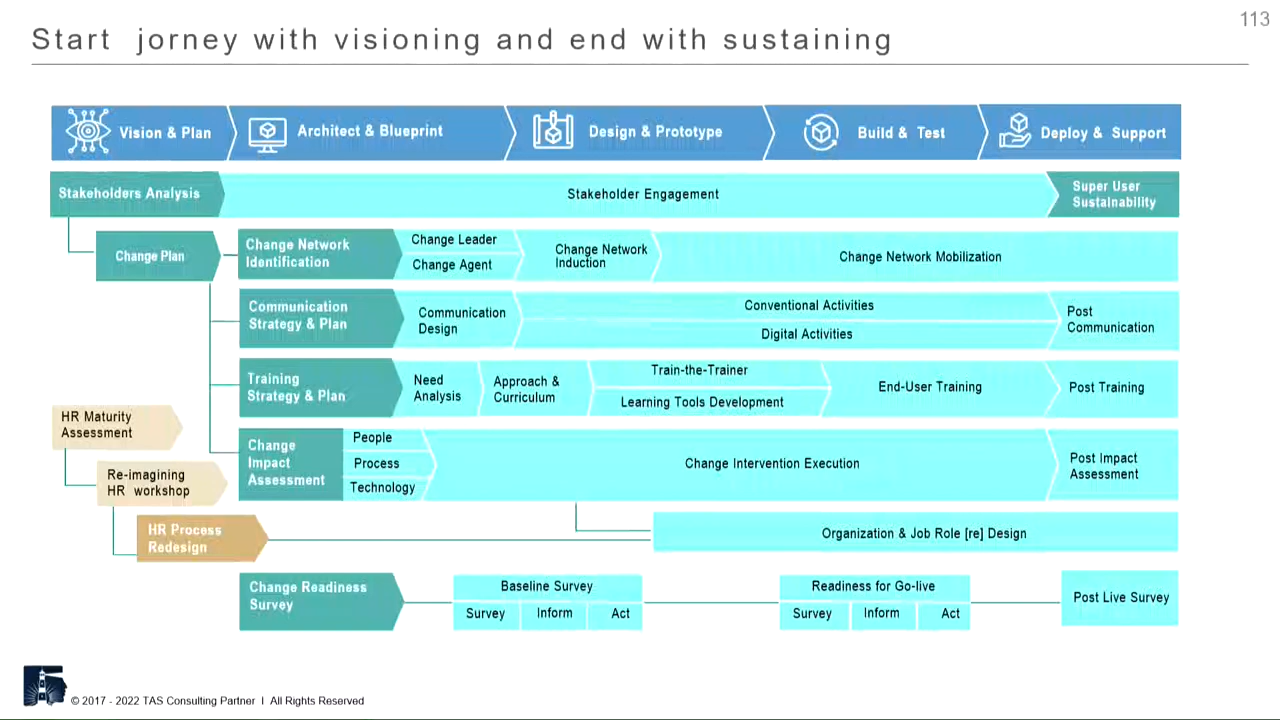 113
Start jorney with visioning and end with sustaining
Vision & Plan
Architect & Blueprint
Design & Prototype
Build & Test
Deploy & Support
Stakeholders Analysis
Stakeholder Engagement
Super User
Sustainability
Change Plan
Change Network
Identification
Change Leader
Change Agent
Change Network
Induction
Change Network Mobilization
Communication
Strategy & Plan
Communication
Design
Conventional Activities
Digital Activities
Post
Communication
Training
Strategy & Plan
Need
Analysis
Approach &
Curriculum
Train-the-Trainer
Learning Tools Development
End-User Training
Post Training
HR Maturity
Assessment
Change
Impact
Assessment
People
Process
Technology
Change Intervention Execution
Post Impact
Assessment
Re-imagining
HR workshop
HR Process
Redesign
Organization & Job Role [re] Design
Change Readiness
Survey
Baseline Survey
Survey
Inform
Act
Readiness for Go-live
Survey
Inform
Act
Post Live Survey
© 2017 - 2022 TAS Consulting Partner I All Rights Reserved